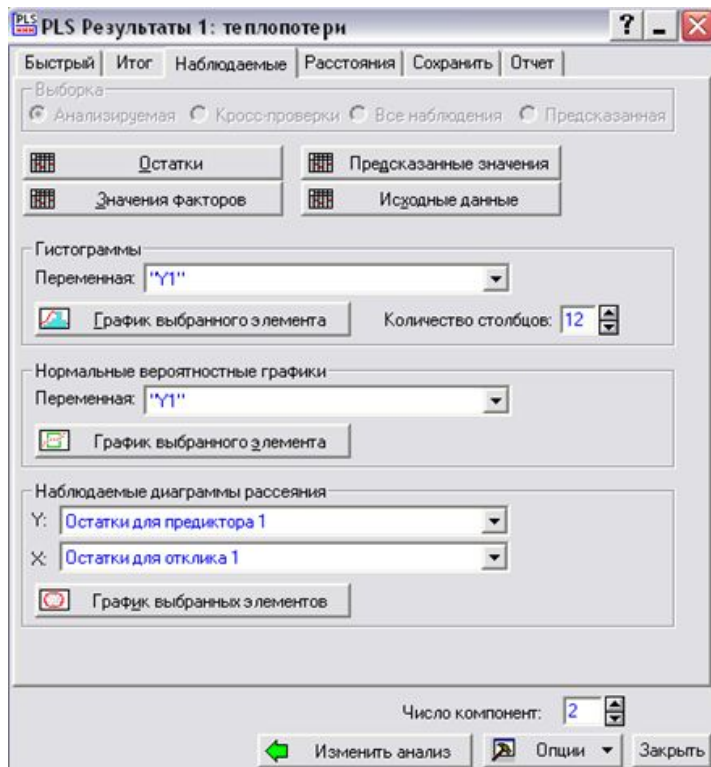 PLS Результаты 1: теплопотери
Быстрый Итог Наблюдаемые Расстояния Сохранить Отчет
Выборка
Анализируемая Кросс-проверки Все наблюдения Предсказанная
Остатки Предсказанные значения
Значения факторов Исходные данные
Гистограммы
Переменная: "Y1"
График выбранного элемента Количество столбцов: 12
Нормальные вероятностные графики
Переменная: "Y1"
График выбранного элемента
Наблюдаемые диаграммы рассеяния
Y: Остатки для предиктора 1
X: Остатки для отклика 1
График выбранных элементов
Число компонент: 2
Изменить анализ Опции Закрыть